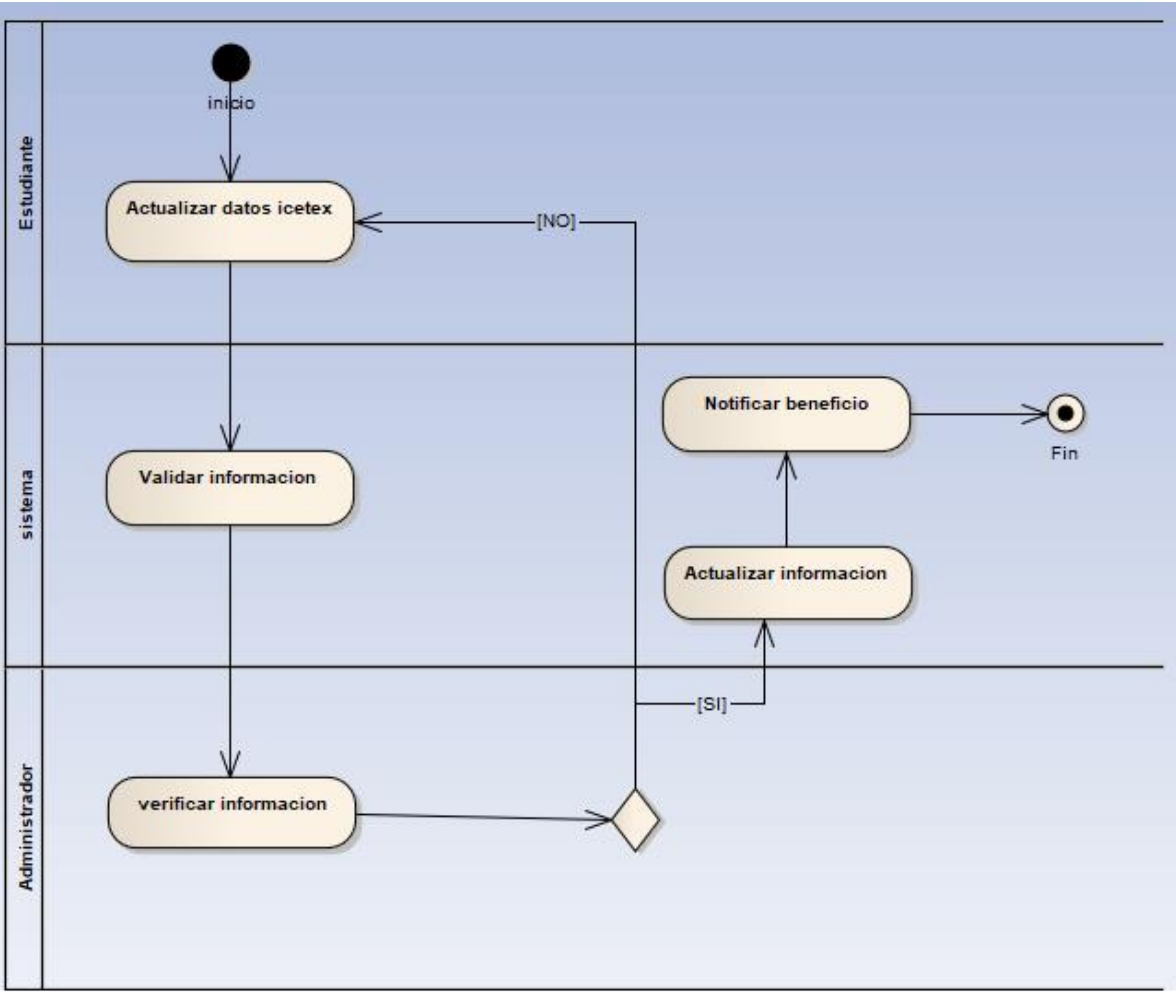 Estudiante
inicio
Actualizar datos icetex
[NO]
sistema
Notificar beneficio
Fin
Validar informacion
Actualizar informacion
[SI]
Administrador
verificar informacion